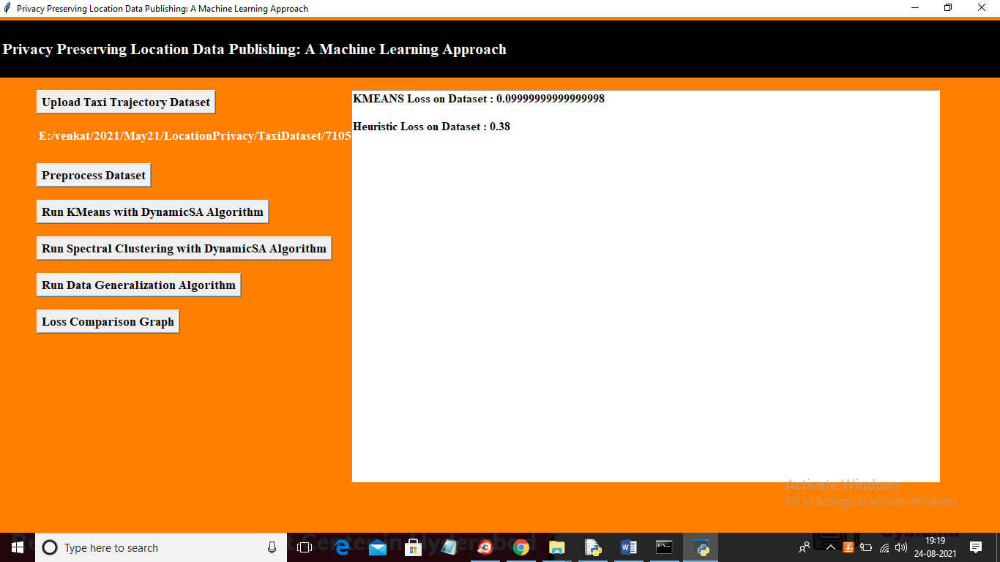 Privacy Preserving Location Data Publishing: A Machine Learning Approach
Privacy Preserving Location Data Publishing: A Machine Learning Approach
Upload Taxi Trajectory Dataset
E:/venkat/2021/May21/LocationPrivacy/TaxiDataset/7105
Preprocess Dataset
Run KMeans with DynamicSA Algorithm
Run Spectral Clustering with DynamicSA Algorithm
Run Data Generalization Algorithm
Loss Comparison Graph
KMEANS Loss on Dataset : 0.09999999999999998
Heuristic Loss on Dataset : 0.38
Activate Windows
Go to Settings to activate Windows.
Type here to search
19:19
24-08-2021